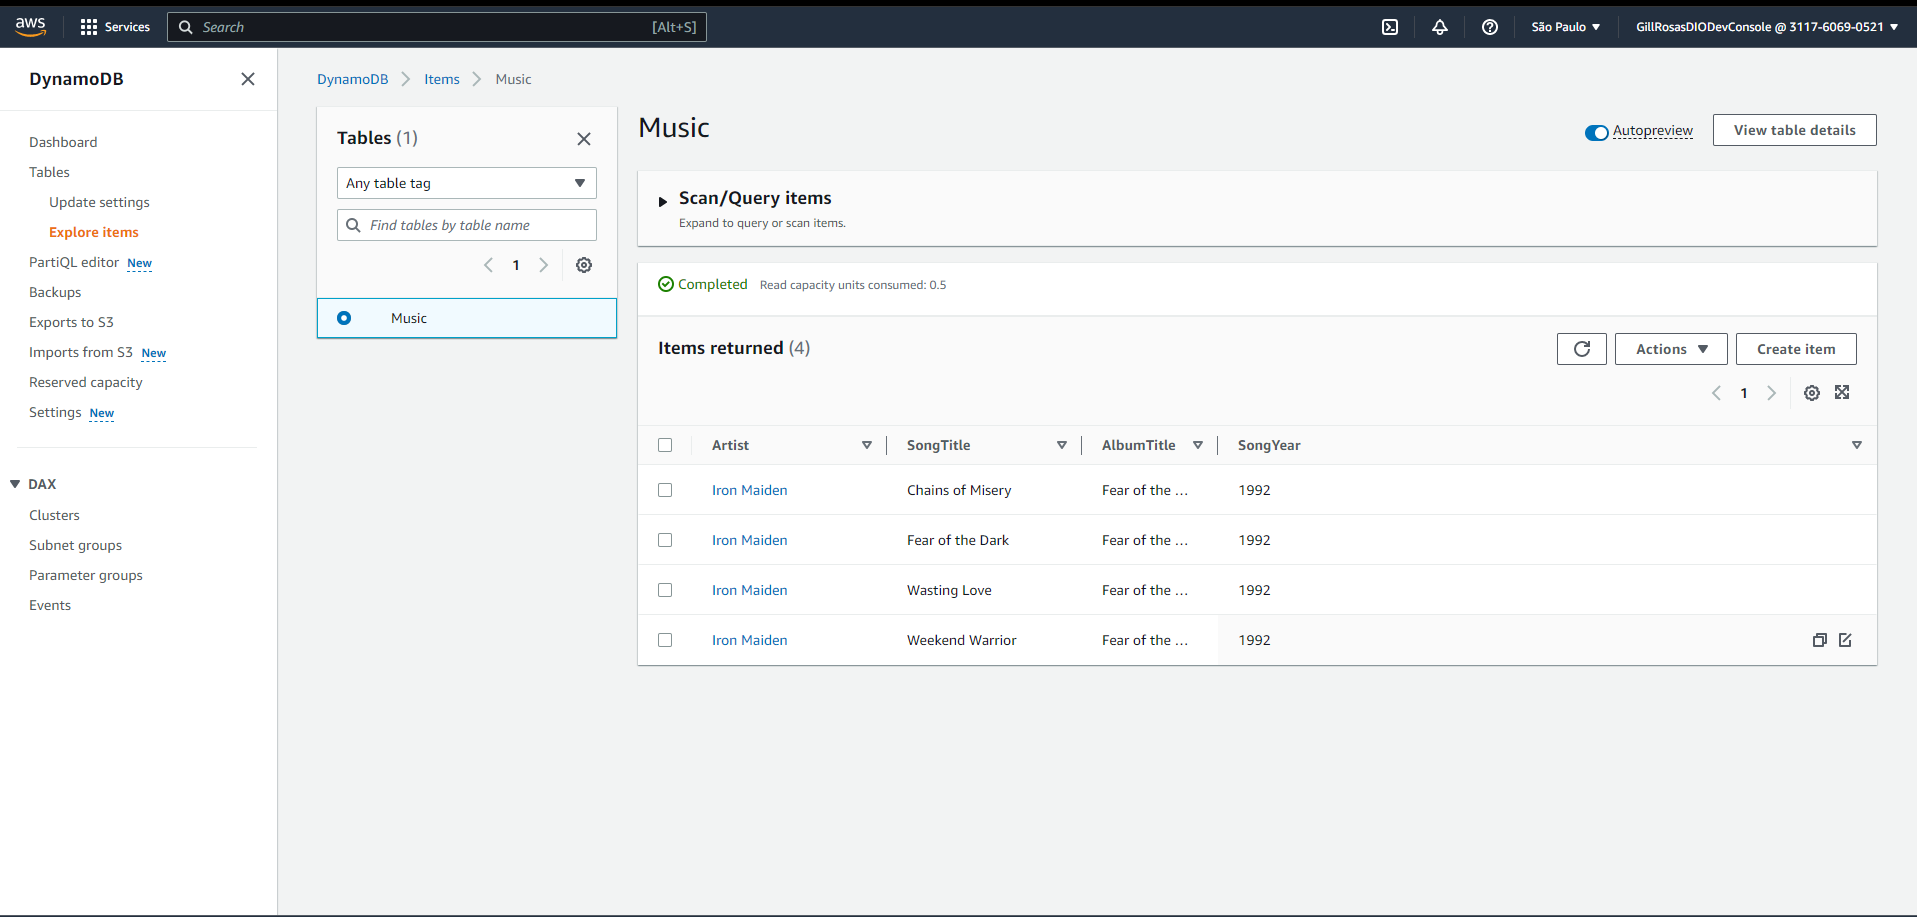 aws Services Search [Alt+S] São Paulo GillRosasDIODevConsole @ 3117-6069-0521
DynamoDB
Dashboard
Tables
Update settings
Explore items
PartiQL editor New
Backups
Exports to S3
Imports from S3 New
Reserved capacity
Settings New
DAX
Clusters
Subnet groups
Parameter groups
Events
DynamoDB Items Music
Tables (1)
Any table tag
Find tables by table name
1
Music
Music
Autopreview View table details
Scan/Query items
Expand to query or scan items.
Completed Read capacity units consumed: 0.5
Items returned (4) Actions Create item
1
Artist SongTitle AlbumTitle SongYear
Iron Maiden Chains of Misery Fear of the ... 1992
Iron Maiden Fear of the Dark Fear of the ... 1992
Iron Maiden Wasting Love Fear of the ... 1992
Iron Maiden Weekend Warrior Fear of the ... 1992